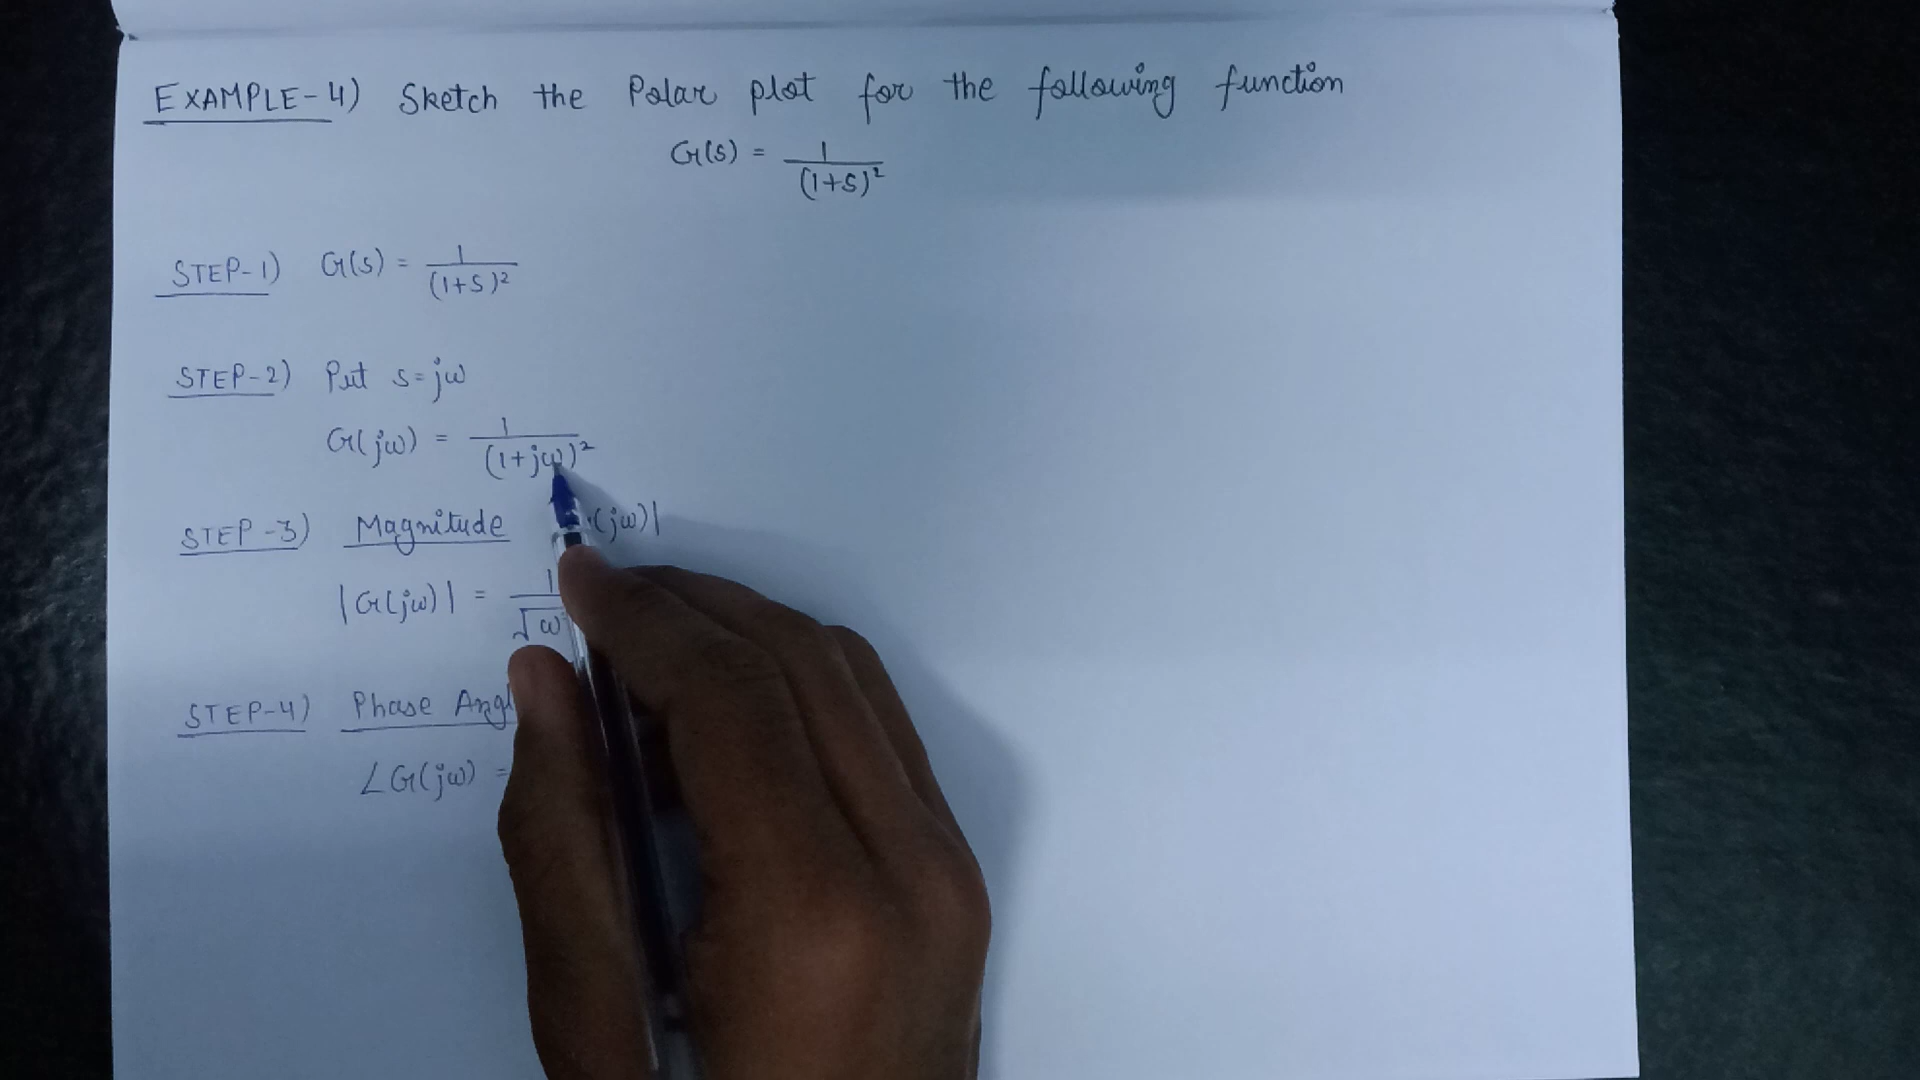 EXAMPLE-4) Sketch the Polar plot for the following function
G(s) = 1/(1+s)²
STEP-1) G(s) = 1/(1+s)²
STEP-2) Put s=jω
G(jω) = 1/(1+jω)²
STEP-3) Magnitude (jω)|
|G(jω)| = 1/√ω
STEP-4) Phase
∠G(jω) =